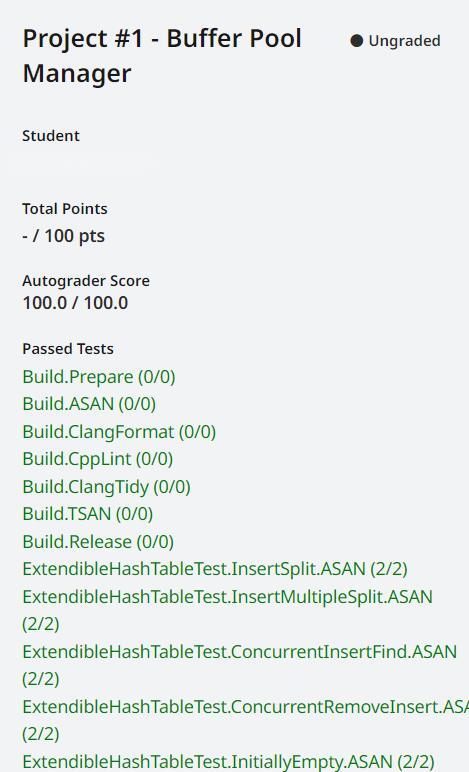 Project #1 - Buffer Pool
Manager
Ungraded
Student
Total Points
- / 100 pts
Autograder Score
100.0 / 100.0
Passed Tests
Build.Prepare (0/0)
Build.ASAN (0/0)
Build.ClangFormat (0/0)
Build.CppLint (0/0)
Build.ClangTidy (0/0)
Build.TSAN (0/0)
Build.Release (0/0)
ExtendibleHashTableTest.InsertSplit.ASAN (2/2)
ExtendibleHashTableTest.InsertMultipleSplit.ASAN
(2/2)
ExtendibleHashTableTest.ConcurrentInsertFind.ASAN
(2/2)
ExtendibleHashTableTest.ConcurrentRemoveInsert.ASA
(2/2)
ExtendibleHashTableTest.InitiallyEmpty.ASAN (2/2)